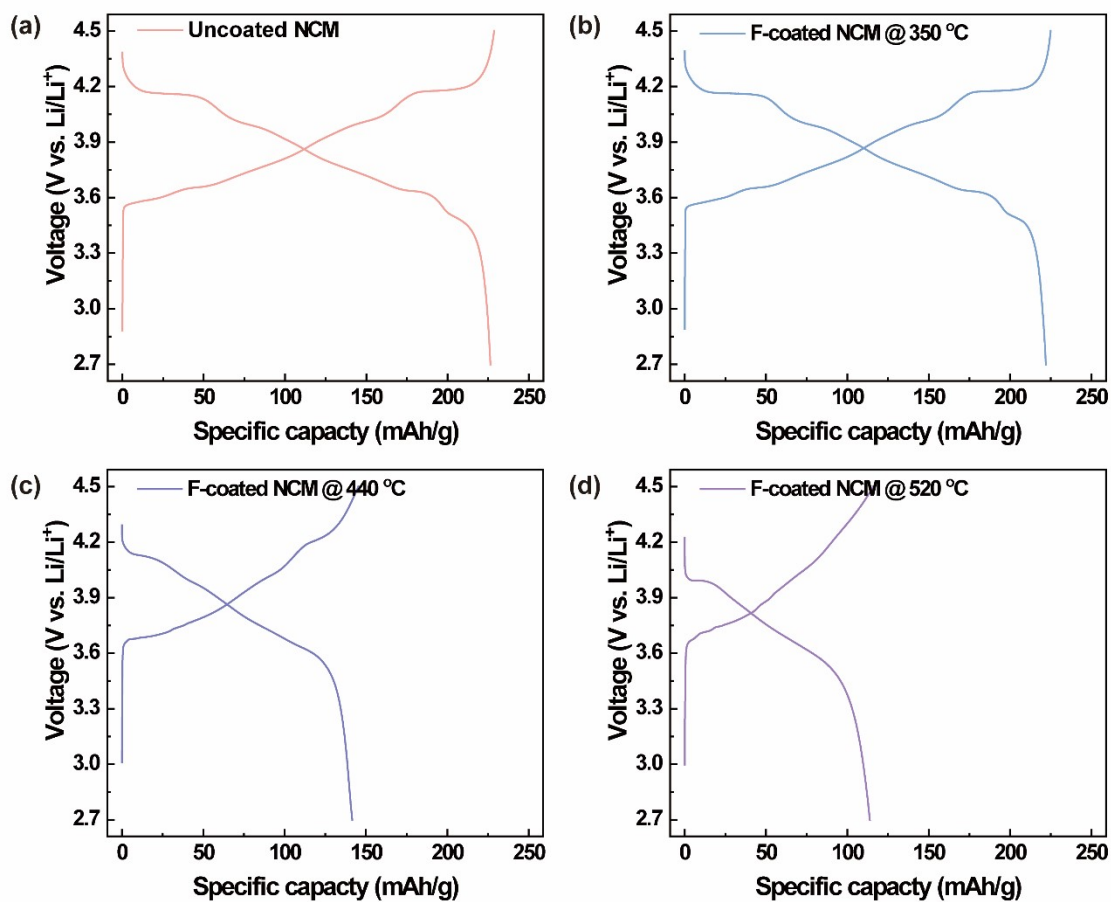 (a)
Uncoated NCM
4.5
4.2
3.9
3.6
3.3
3.0
2.7
Voltage (V vs. Li/Li⁺)
0 50 100 150 200 250
Specific capacty (mAh/g)
(b)
F-coated NCM @ 350 °C
4.5
4.2
3.9
3.6
3.3
3.0
2.7
Voltage (V vs. Li/Li⁺)
0 50 100 150 200 250
Specific capacty (mAh/g)
(c)
F-coated NCM @ 440 °C
4.5
4.2
3.9
3.6
3.3
3.0
2.7
Voltage (V vs. Li/Li⁺)
0 50 100 150 200 250
Specific capacty (mAh/g)
(d)
F-coated NCM @ 520 °C
4.5
4.2
3.9
3.6
3.3
3.0
2.7
Voltage (V vs. Li/Li⁺)
0 50 100 150 200 250
Specific capacty (mAh/g)